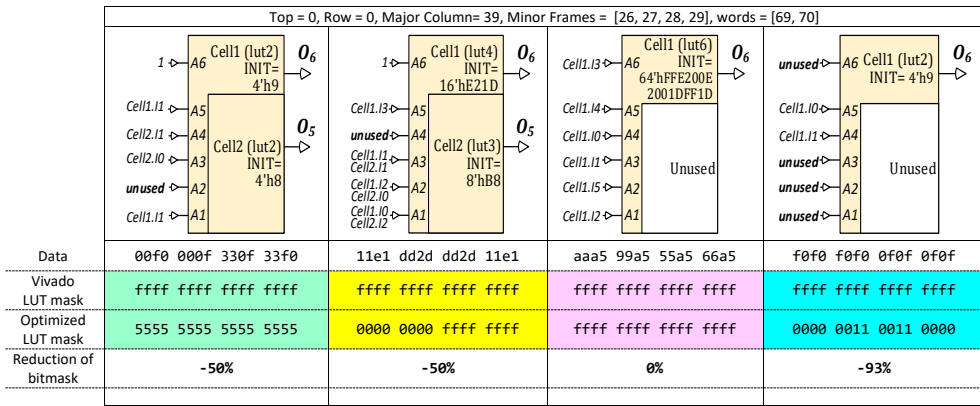 Top = 0, Row = 0, Major Column= 39, Minor Frames = [26, 27, 28, 29], words = [69, 70]
Cell1 (lut2)
INIT=
4'h9
O6
1
A6
Cell1.I1
A5
Cell2.I1
A4
Cell2.I0
A3
unused
A2
Cell1.I1
A1
Cell2 (lut2)
INIT=
4'h8
O5
Cell1 (lut4)
INIT=
16'hE21D
O6
1
A6
Cell1.I3
A5
unused
A4
Cell1.I1
Cell2.I1
A3
Cell1.I2
Cell2.I0
A2
Cell1.I0
Cell2.I2
A1
Cell2 (lut3)
INIT=
8'hB8
O5
Cell1 (lut6)
INIT=
64'hFFE200E
2001DFF1D
O6
Cell1.I3
A6
Cell1.I4
A5
Cell1.I0
A4
Cell1.I1
A3
Cell1.I5
A2
Cell1.I2
A1
Unused
Cell1 (lut2)
INIT= 4'h9
O6
unused
A6
Cell1.I0
A5
Cell1.I1
A4
unused
A3
unused
A2
unused
A1
Unused
Data 00f0 000f 330f 33f0 11e1 dd2d dd2d 11e1 aaa5 99a5 55a5 66a5 f0f0 f0f0 0f0f 0f0f
Vivado
LUT mask
ffff ffff ffff ffff ffff ffff ffff ffff ffff ffff ffff ffff ffff ffff ffff ffff
Optimized
LUT mask
5555 5555 5555 5555 0000 0000 ffff ffff ffff ffff ffff ffff 0000 0011 0011 0000
Reduction of
bitmask
-50% -50% 0% -93%